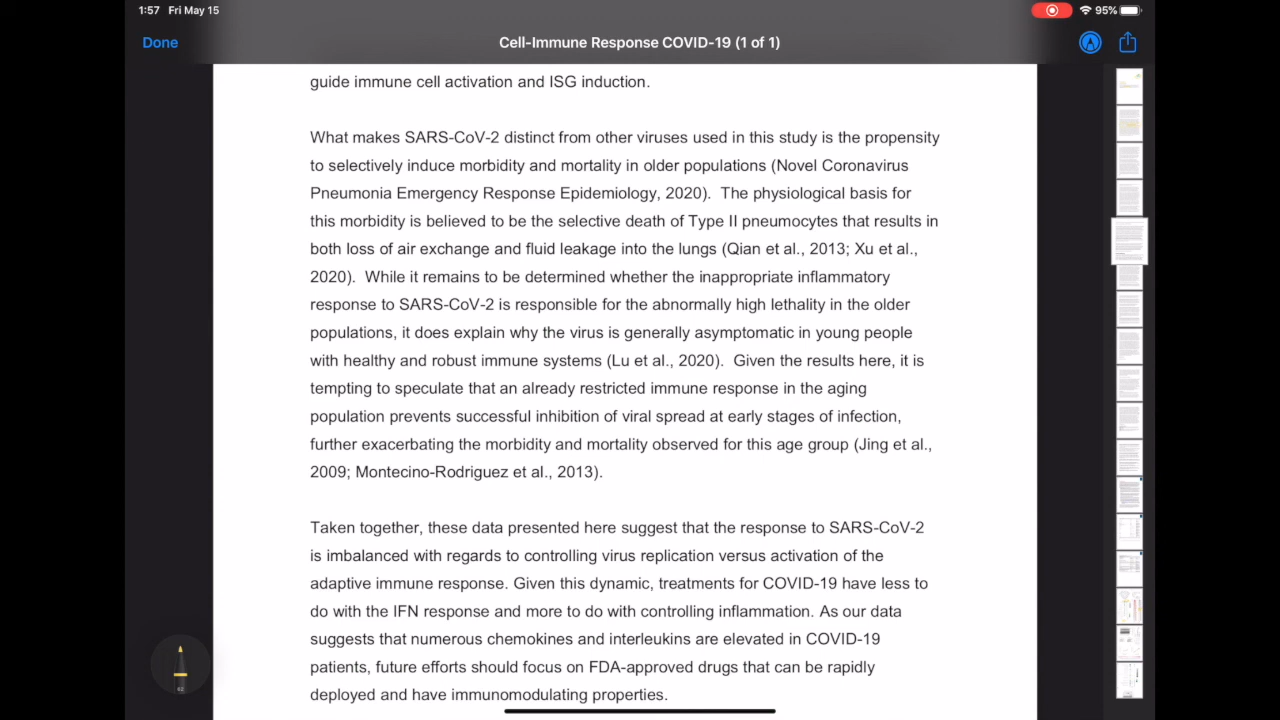 1:57 Fri May 15
95%
Done
Cell-Immune Response COVID-19 (1 of 1)
guide immune cell activation and ISG induction.
What makes SARS-CoV-2 distinct from other viruses used in this study is the propensity
to selectively induce morbidity and mortality in older populations (Novel Coronavirus
Pneumonia Emergency Response Epidemiology, 2020). The physiological basis for
this morbidity is believed to be the selective death of Type II pneumocytes that results in
both loss of air exchange and fluid leakage into the lungs (Qian et al., 2013; Xu et al.,
2020). While it remains to be determined whether the inappropriate inflammatory
response to SARS-CoV-2 is responsible for the abnormally high lethality in the older
populations, it does explain why the virus is generally asymptomatic in young people
with healthy and robust immune systems (Lu et al., 2020). Given the results here, it is
tempting to speculate that an already restricted immune response in the aging
population prevents successful inhibition of viral spread at early stages of infection,
further exacerbating the morbidity and mortality observed for this age group (Jing et al.,
2009; Montecino-Rodriguez et al., 2013).
Taken together, these data presented here suggest that the response to SARS-CoV-2
is imbalanced with regards to controlling virus replication versus activation of the
adaptive immune response. Given this dynamic, treatments for COVID-19 have less to
do with the IFN response and more to do with controlling inflammation. As our data
suggests that numerous chemokines and interleukins are elevated in COVID-19
patients, future efforts should focus on FDA-approved drugs that can be rapidly
deployed and have immunomodulating properties.